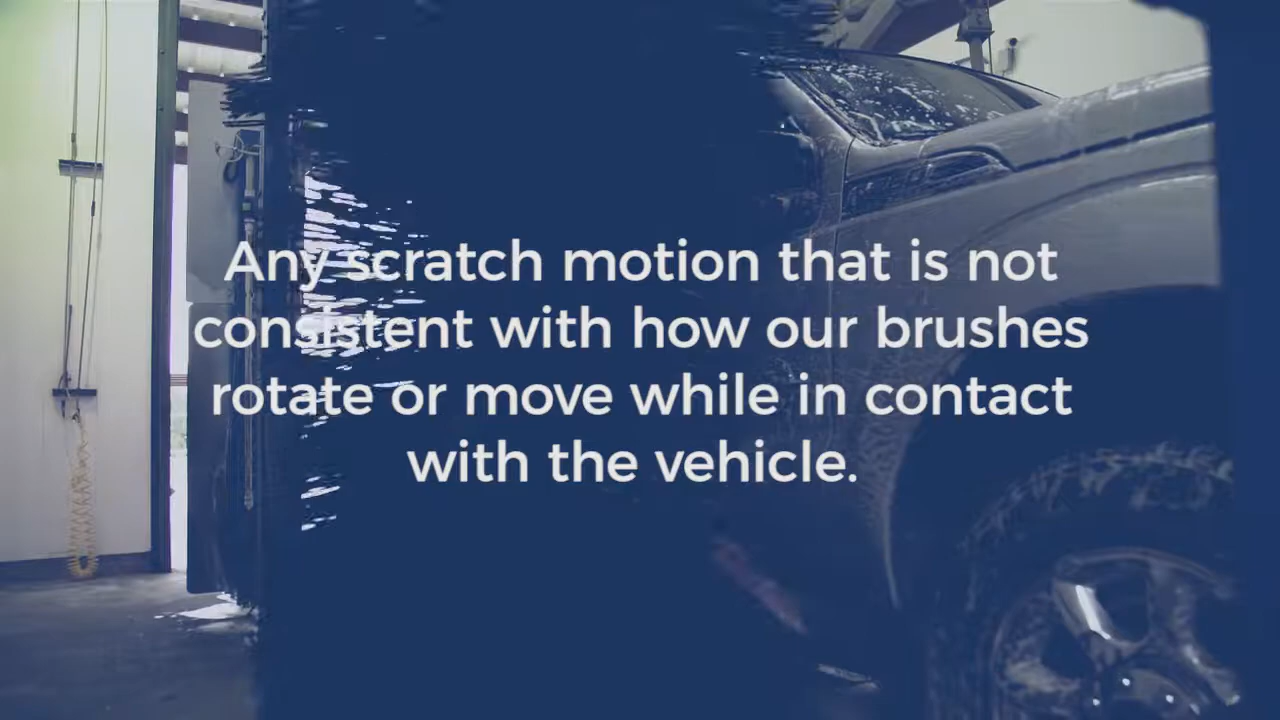 Any scratch motion that is not
consistent with how our brushes
rotate or move while in contact
with the vehicle.